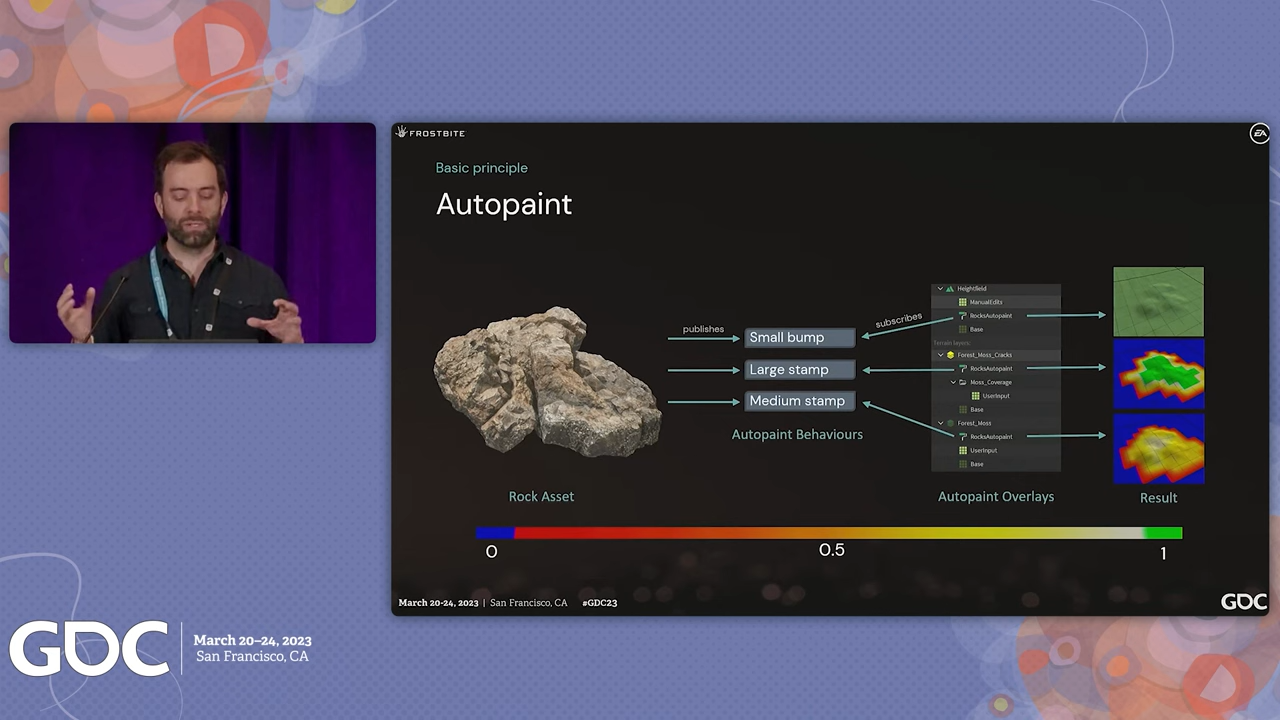 FROSTBITE
EA
Basic principle
Autopaint
publishes
Small bump
Large stamp
Medium stamp
Autopaint Behaviours
subscribes
Heightfield
ManualEdits
RocksAutopaint
Base
Terrain layers:
Forest_Moss_Cracks
RocksAutopaint
Moss_Coverage
UserInput
Base
Forest_Moss
RocksAutopaint
UserInput
Base
Rock Asset
Autopaint Overlays
Result
0
0.5
1
March 20-24, 2023 | San Francisco, CA #GDC23
GDC
GDC
March 20–24, 2023
San Francisco, CA